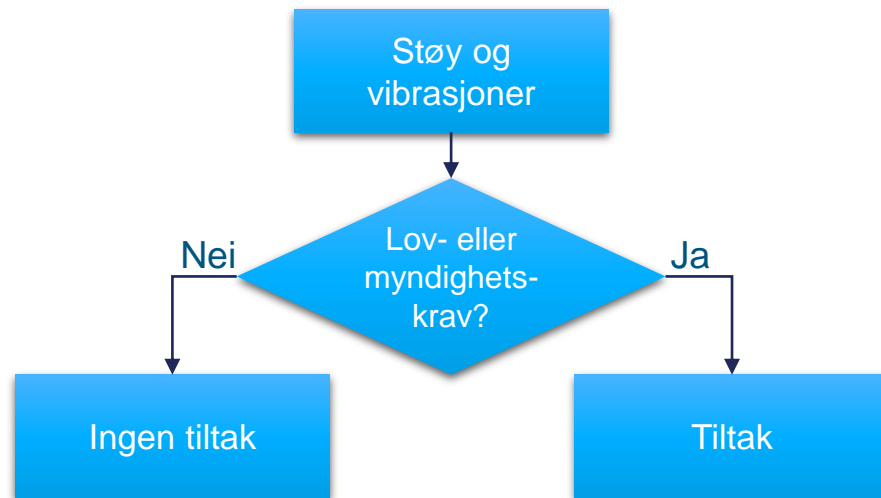 Støy og
vibrasjoner
Lov- eller
myndighets-
krav?
Nei
Ja
Ingen tiltak
Tiltak